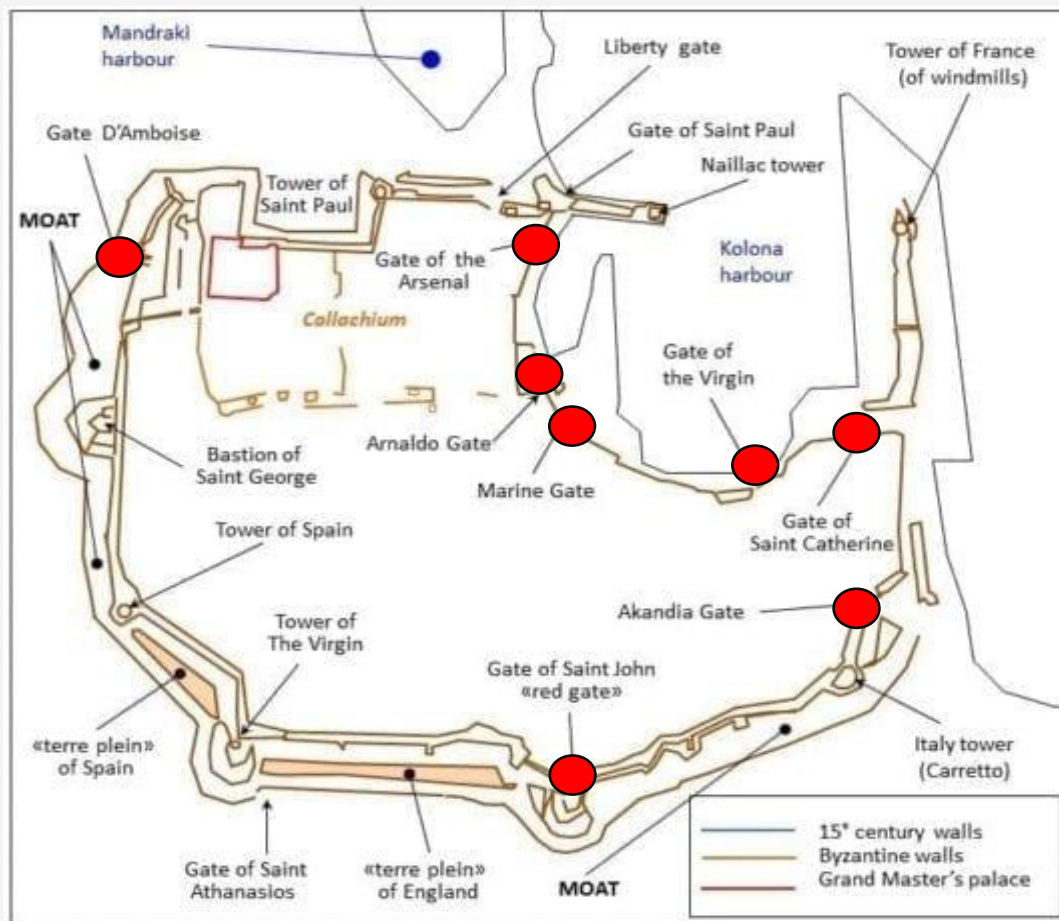 Mandraki
harbour
Liberty gate
Tower of France
(of windmills)
Gate D'Amboise
Gate of Saint Paul
Naillac tower
Tower of
Saint Paul
MOAT
Gate of the
Arsenal
Kolona
harbour
Collachium
Gate of
the Virgin
Arnaldo Gate
Bastion of
Saint George
Marine Gate
Gate of
Saint Catherine
Tower of Spain
Akandia Gate
Tower of
The Virgin
Gate of Saint John
«red gate»
«terre plein»
of Spain
Italy tower
(Carretto)
Gate of Saint
Athanasios
«terre plein»
of England
MOAT
15° century walls
Byzantine walls
Grand Master's palace